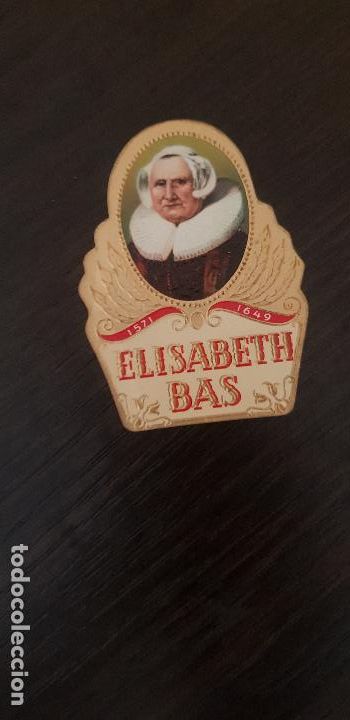 1571 1649
ELISABETH
BAS
todocoleccion